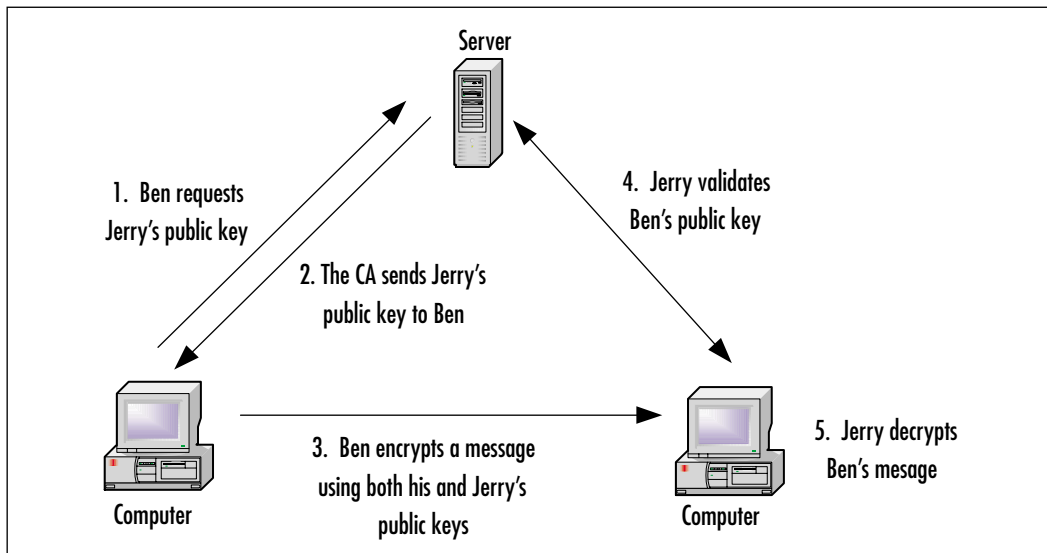 Server
1. Ben requests
Jerry's public key
2. The CA sends Jerry's
public key to Ben
4. Jerry validates
Ben's public key
3. Ben encrypts a message
using both his and Jerry's
public keys
5. Jerry decrypts
Ben's mesage
Computer
Computer